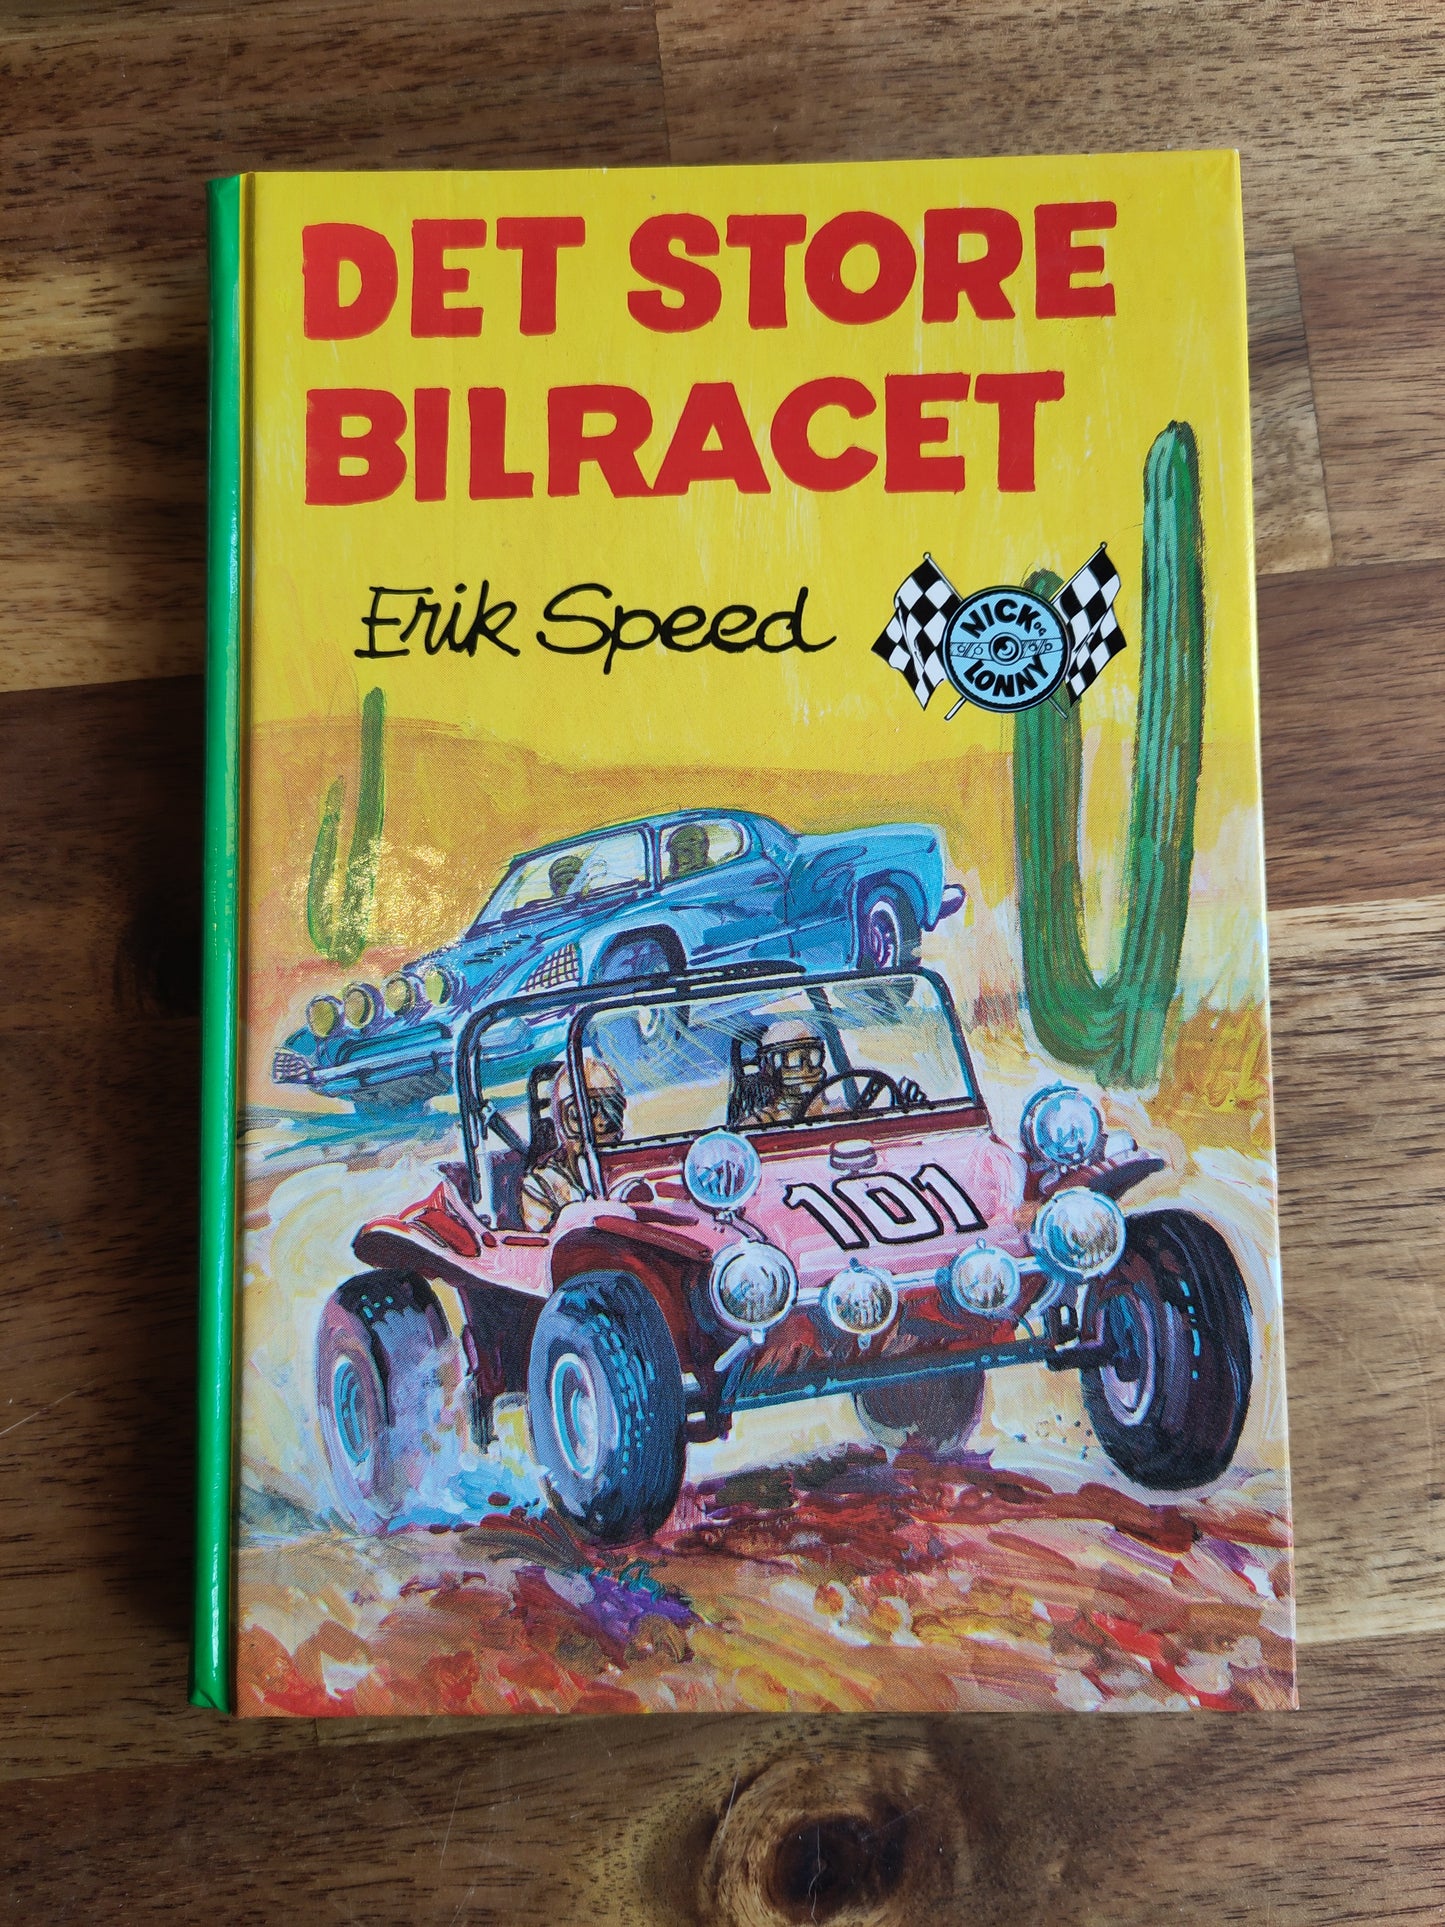 DET STORE
BILRACET
Erik Speed
NICK og
LONNY
101